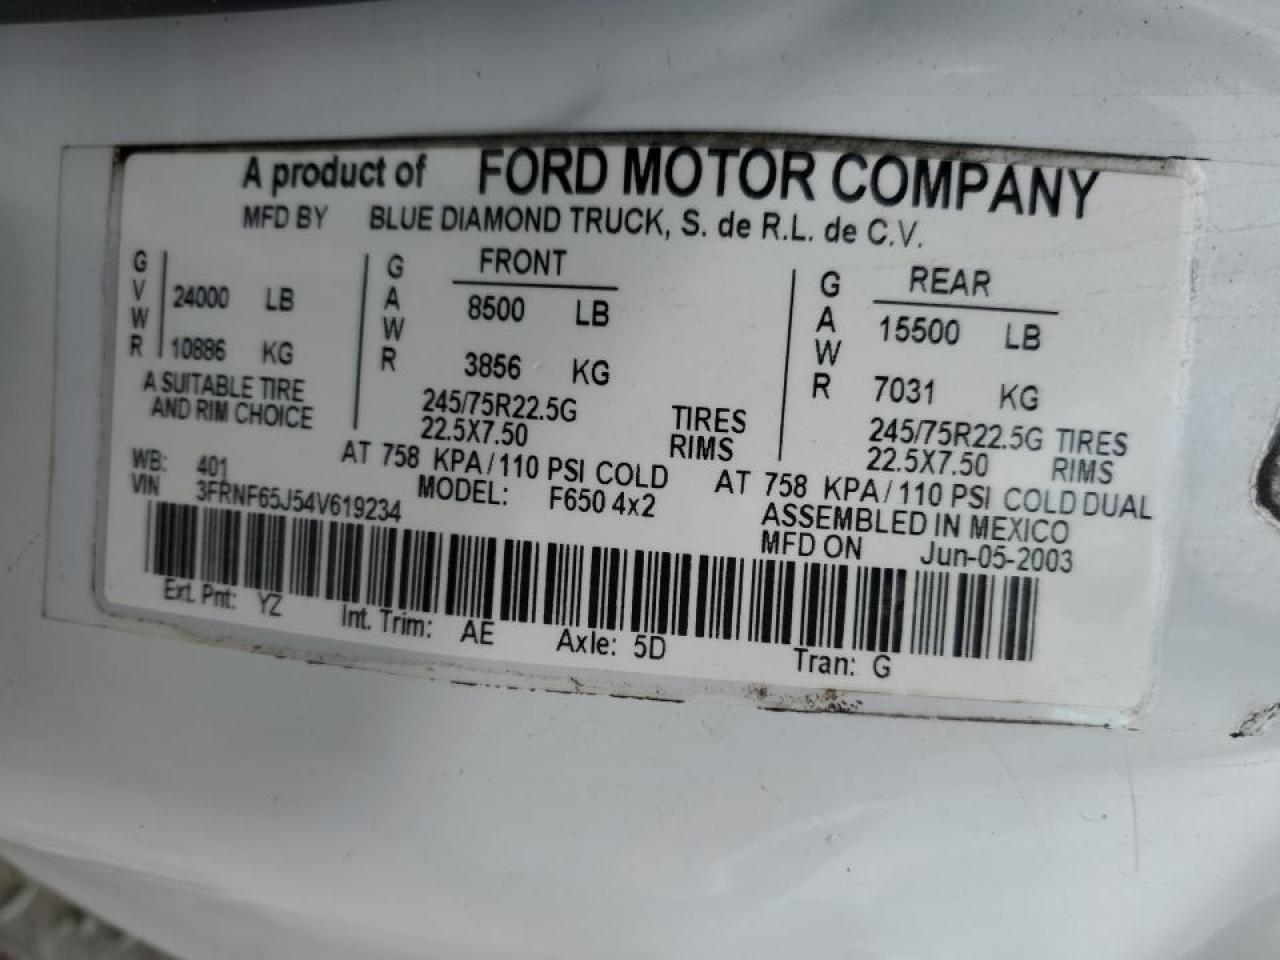 A product of FORD MOTOR COMPANY
MFD BY BLUE DIAMOND TRUCK, S. de R.L. de C.V.
GVWR 24000 LB
10886 KG
A SUITABLE TIRE
AND RIM CHOICE
GAWR FRONT
8500 LB
3856 KG
245/75R22.5G TIRES
22.5X7.50 RIMS
AT 758 KPA/110 PSI COLD
GAWR REAR
15500 LB
7031 KG
245/75R22.5G TIRES
22.5X7.50 RIMS
AT 758 KPA/110 PSI COLD DUAL
WB: 401
VIN 3FRNF65J54V619234
MODEL: F650 4x2
ASSEMBLED IN MEXICO
MFD ON Jun-05-2003
Ext. Pnt: YZ Int. Trim: AE Axle: 5D Tran: G